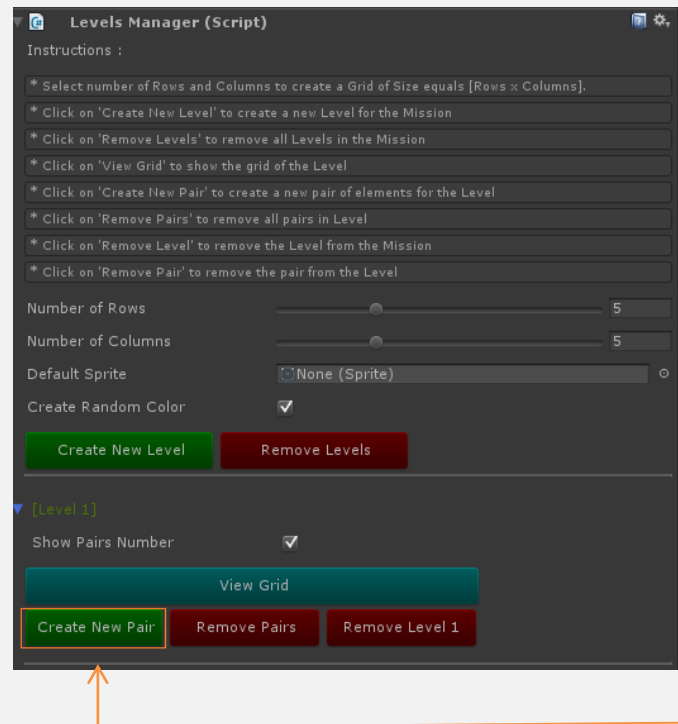 Levels Manager (Script)
Instructions :
* Select number of Rows and Columns to create a Grid of Size equals [Rows x Columns].
* Click on 'Create New Level' to create a new Level for the Mission
* Click on 'Remove Levels' to remove all Levels in the Mission
* Click on 'View Grid' to show the grid of the Level
* Click on 'Create New Pair' to create a new pair of elements for the Level
* Click on 'Remove Pairs' to remove all pairs in Level
* Click on 'Remove Level' to remove the Level from the Mission
* Click on 'Remove Pair' to remove the pair from the Level
Number of Rows 5
Number of Columns 5
Default Sprite None (Sprite)
Create Random Color
Create New Level Remove Levels
[Level 1]
Show Pairs Number
View Grid
Create New Pair Remove Pairs Remove Level 1